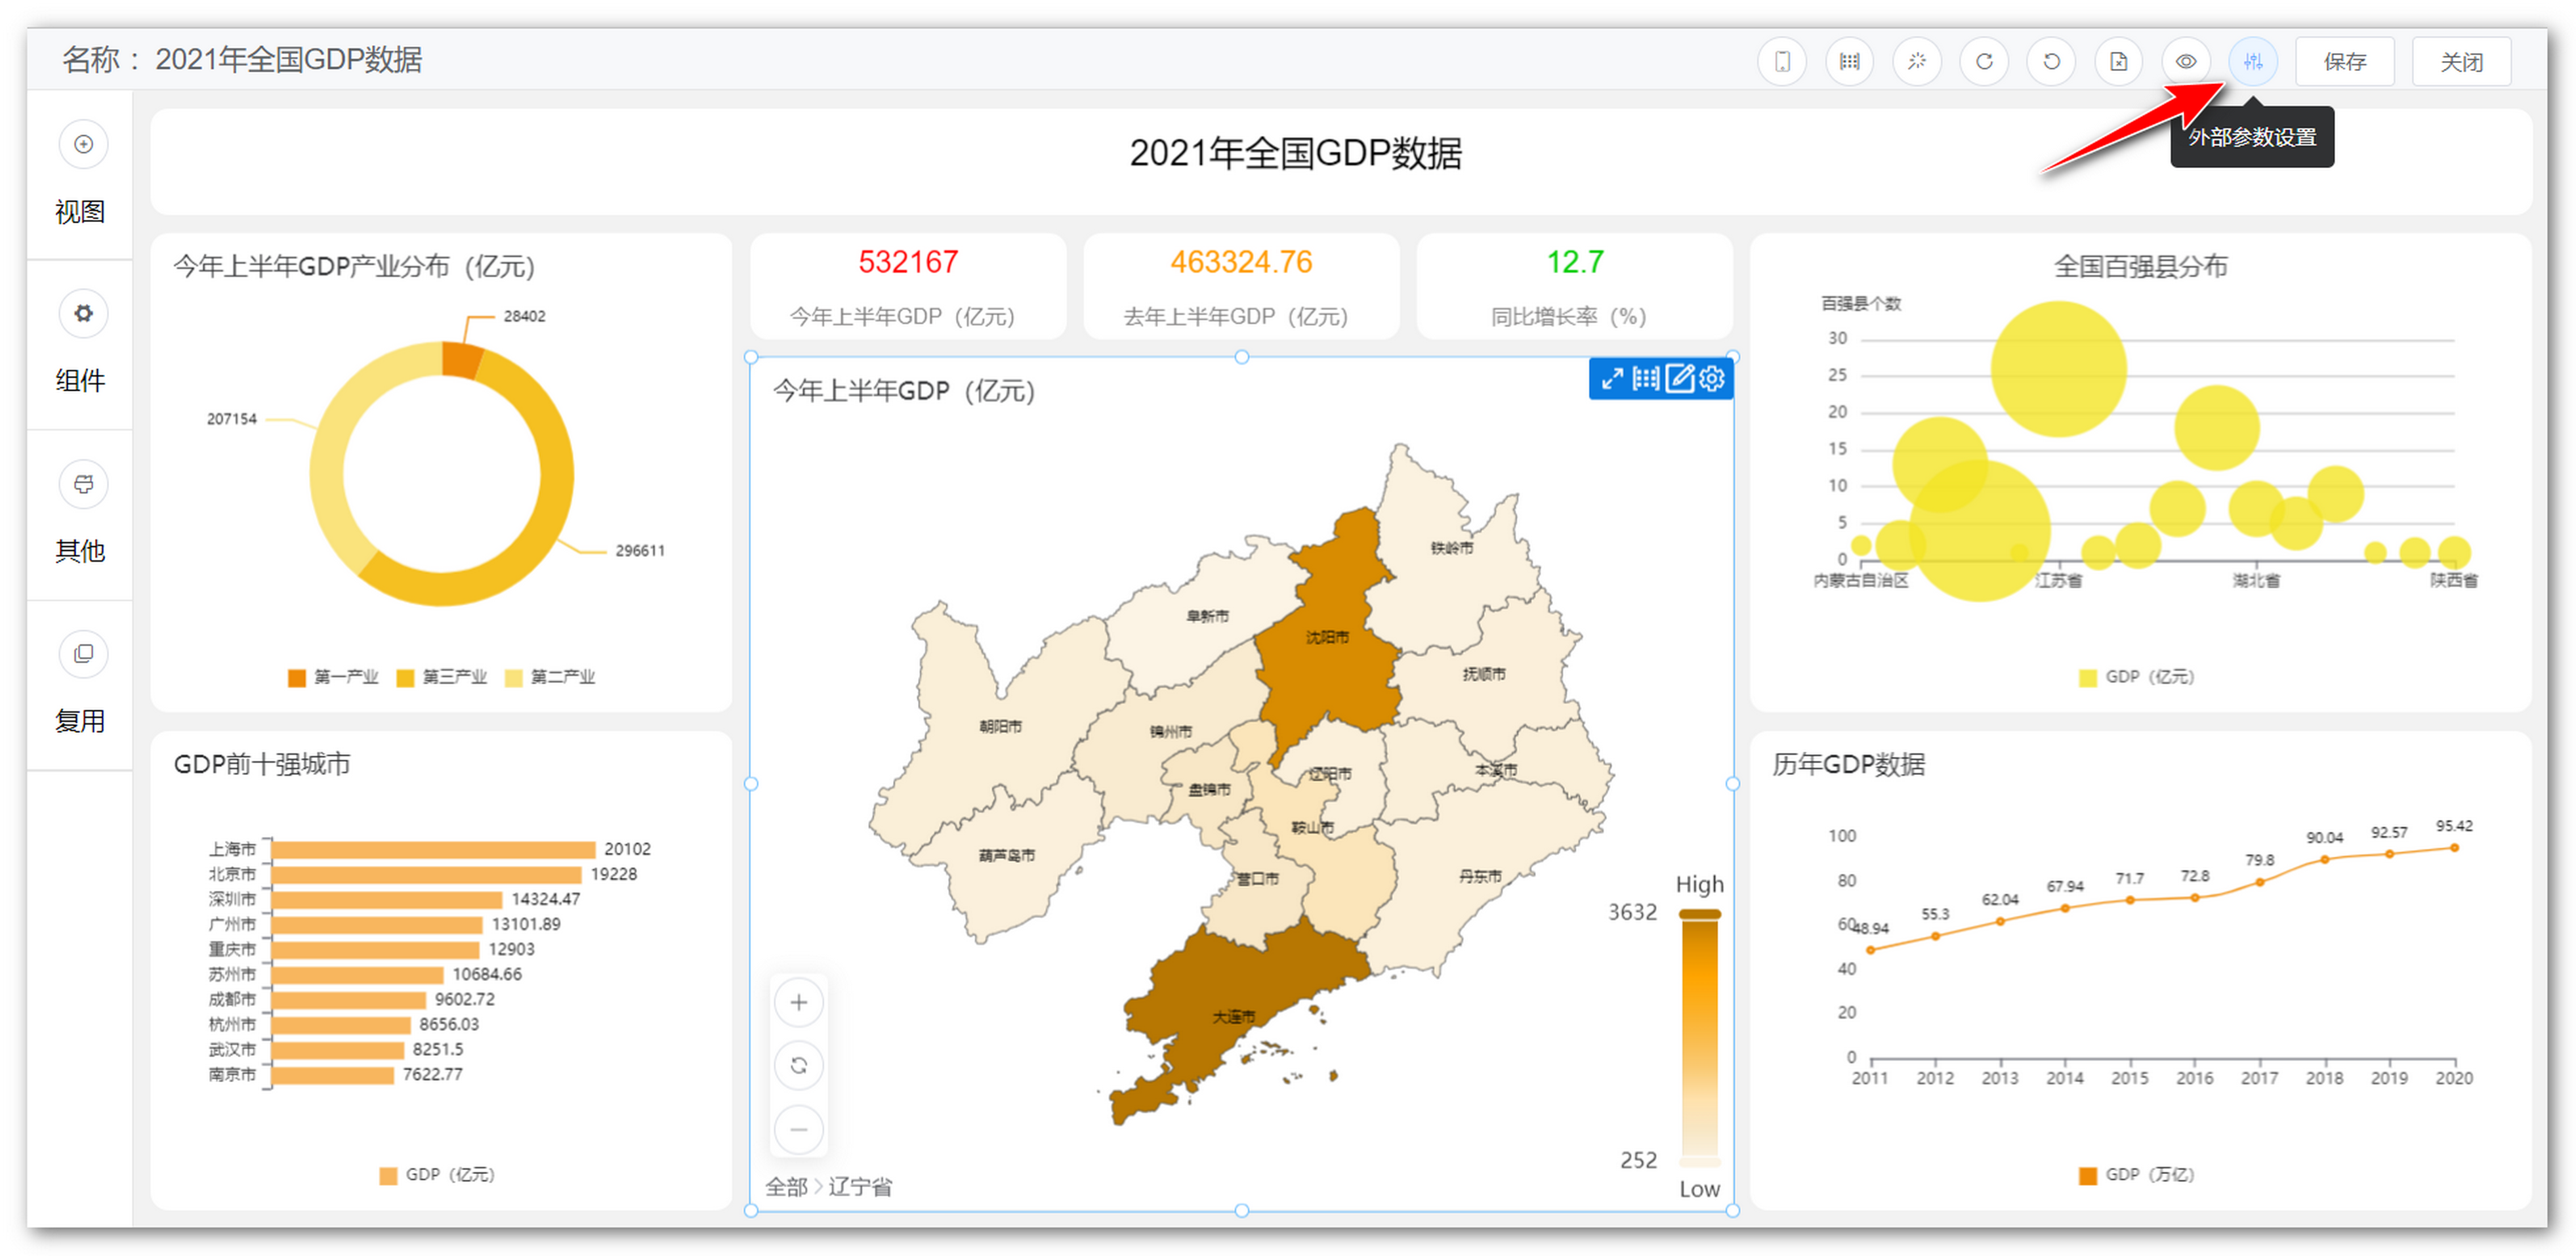 名称： 2021年全国GDP数据
保存
关闭
外部参数设置
视图
组件
其他
复用
2021年全国GDP数据
今年上半年GDP产业分布（亿元）
28402
207154
296611
第一产业 第三产业 第二产业
532167
今年上半年GDP（亿元）
463324.76
去年上半年GDP（亿元）
12.7
同比增长率（%）
今年上半年GDP（亿元）
铁岭市
阜新市
沈阳市
抚顺市
朝阳市
锦州市
辽阳市
本溪市
盘锦市
鞍山市
葫芦岛市
营口市
丹东市
大连市
High
3632
252
Low
全部 > 辽宁省
全国百强县分布
百强县个数
30
25
20
15
10
5
0
内蒙古自治区 江苏省 湖北省 陕西省
GDP（亿元）
GDP前十强城市
上海市 20102
北京市 19228
深圳市 14324.47
广州市 13101.89
重庆市 12903
苏州市 10684.66
成都市 9602.72
杭州市 8656.03
武汉市 8251.5
南京市 7622.77
GDP（亿元）
历年GDP数据
100
80
60
40
20
0
48.94 55.3 62.04 67.94 71.7 72.8 79.8 90.04 92.57 95.42
2011 2012 2013 2014 2015 2016 2017 2018 2019 2020
GDP（万亿）